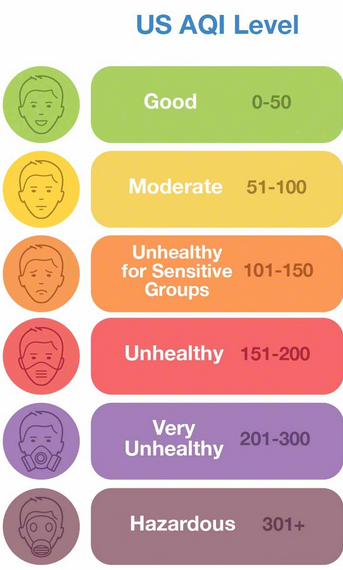 US AQI Level
Good 0-50
Moderate 51-100
Unhealthy
for Sensitive 101-150
Groups
Unhealthy 151-200
Very
Unhealthy 201-300
Hazardous 301+